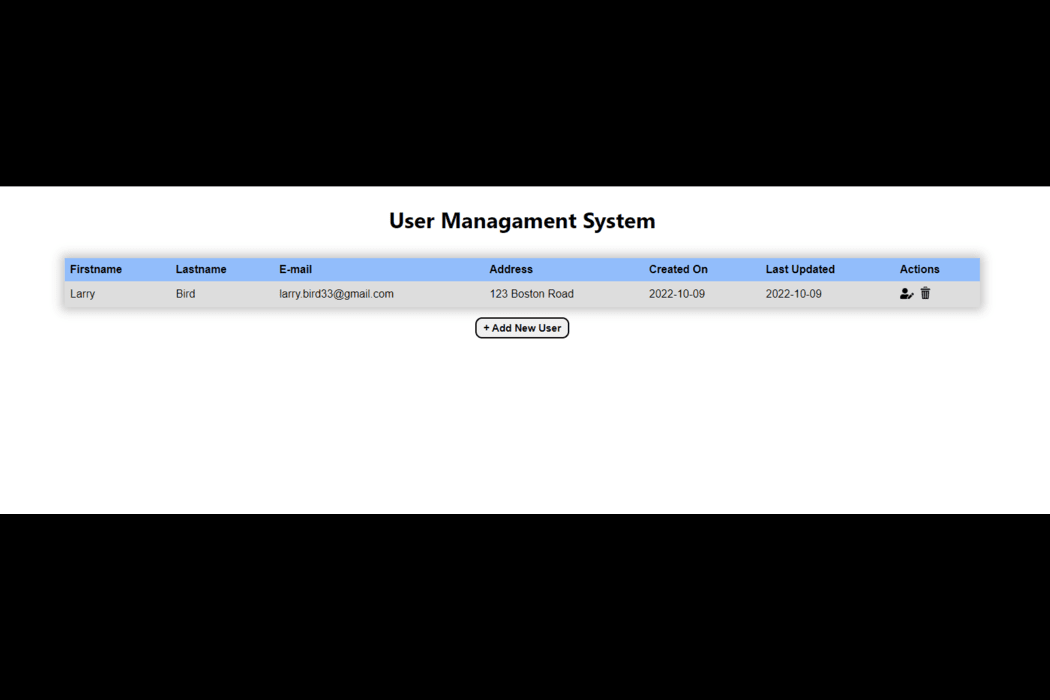 User Managament System
Firstname Lastname E-mail Address Created On Last Updated Actions
Larry Bird larry.bird33@gmail.com 123 Boston Road 2022-10-09 2022-10-09
+ Add New User